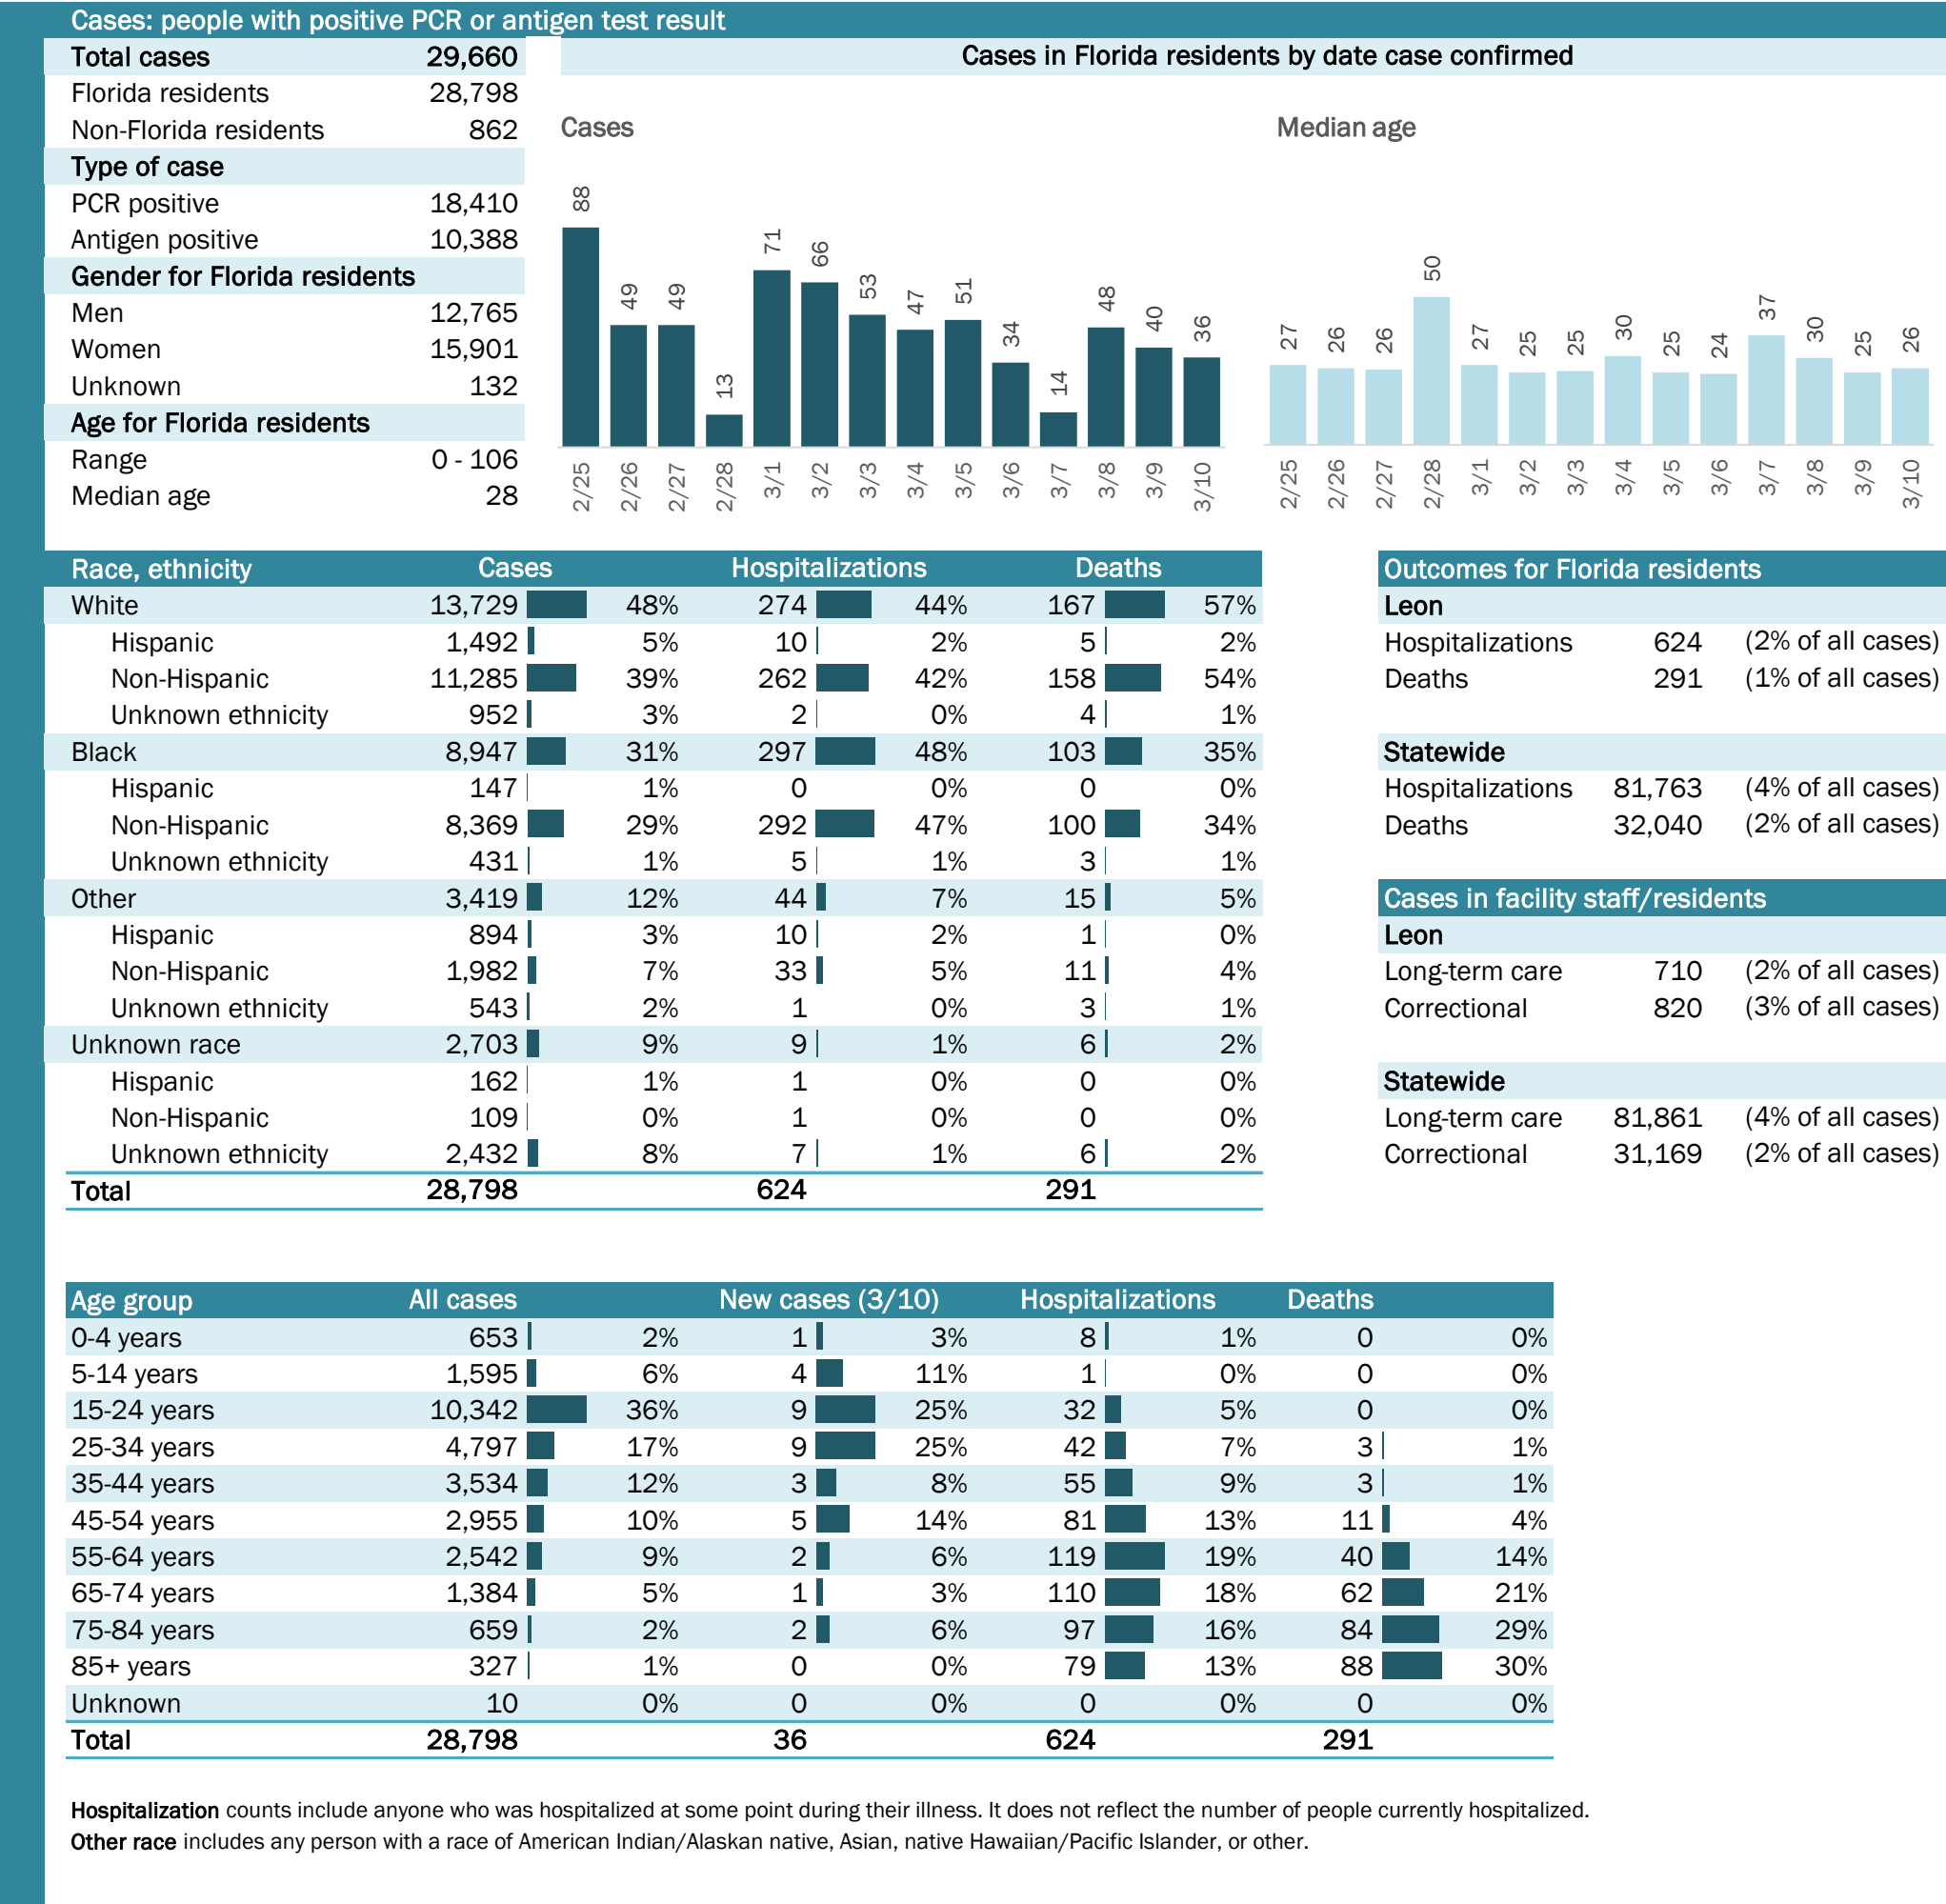 Cases: people with positive PCR or antigen test result
Total cases 29,660
Florida residents 28,798
Non-Florida residents 862
Type of case
PCR positive 18,410
Antigen positive 10,388
Gender for Florida residents
Men 12,765
Women 15,901
Unknown 132
Age for Florida residents
Range 0 - 106
Median age 28
Cases in Florida residents by date case confirmed
Cases
88 49 49 13 71 66 53 47 51 34 14 48 40 36
2/25 2/26 2/27 2/28 3/1 3/2 3/3 3/4 3/5 3/6 3/7 3/8 3/9 3/10
Median age
27 26 26 50 27 25 25 30 25 24 37 30 25 26
2/25 2/26 2/27 2/28 3/1 3/2 3/3 3/4 3/5 3/6 3/7 3/8 3/9 3/10
Race, ethnicity Cases Hospitalizations Deaths
White 13,729 48% 274 44% 167 57%
Hispanic 1,492 5% 10 2% 5 2%
Non-Hispanic 11,285 39% 262 42% 158 54%
Unknown ethnicity 952 3% 2 0% 4 1%
Black 8,947 31% 297 48% 103 35%
Hispanic 147 1% 0 0% 0 0%
Non-Hispanic 8,369 29% 292 47% 100 34%
Unknown ethnicity 431 1% 5 1% 3 1%
Other 3,419 12% 44 7% 15 5%
Hispanic 894 3% 10 2% 1 0%
Non-Hispanic 1,982 7% 33 5% 11 4%
Unknown ethnicity 543 2% 1 0% 3 1%
Unknown race 2,703 9% 9 1% 6 2%
Hispanic 162 1% 1 0% 0 0%
Non-Hispanic 109 0% 1 0% 0 0%
Unknown ethnicity 2,432 8% 7 1% 6 2%
Total 28,798 624 291
Outcomes for Florida residents
Leon
Hospitalizations 624 (2% of all cases)
Deaths 291 (1% of all cases)
Statewide
Hospitalizations 81,763 (4% of all cases)
Deaths 32,040 (2% of all cases)
Cases in facility staff/residents
Leon
Long-term care 710 (2% of all cases)
Correctional 820 (3% of all cases)
Statewide
Long-term care 81,861 (4% of all cases)
Correctional 31,169 (2% of all cases)
Age group All cases New cases (3/10) Hospitalizations Deaths
0-4 years 653 2% 1 3% 8 1% 0 0%
5-14 years 1,595 6% 4 11% 1 0% 0 0%
15-24 years 10,342 36% 9 25% 32 5% 0 0%
25-34 years 4,797 17% 9 25% 42 7% 3 1%
35-44 years 3,534 12% 3 8% 55 9% 3 1%
45-54 years 2,955 10% 5 14% 81 13% 11 4%
55-64 years 2,542 9% 2 6% 119 19% 40 14%
65-74 years 1,384 5% 1 3% 110 18% 62 21%
75-84 years 659 2% 2 6% 97 16% 84 29%
85+ years 327 1% 0 0% 79 13% 88 30%
Unknown 10 0% 0 0% 0 0% 0 0%
Total 28,798 36 624 291
Hospitalization counts include anyone who was hospitalized at some point during their illness. It does not reflect the number of people currently hospitalized.
Other race includes any person with a race of American Indian/Alaskan native, Asian, native Hawaiian/Pacific Islander, or other.